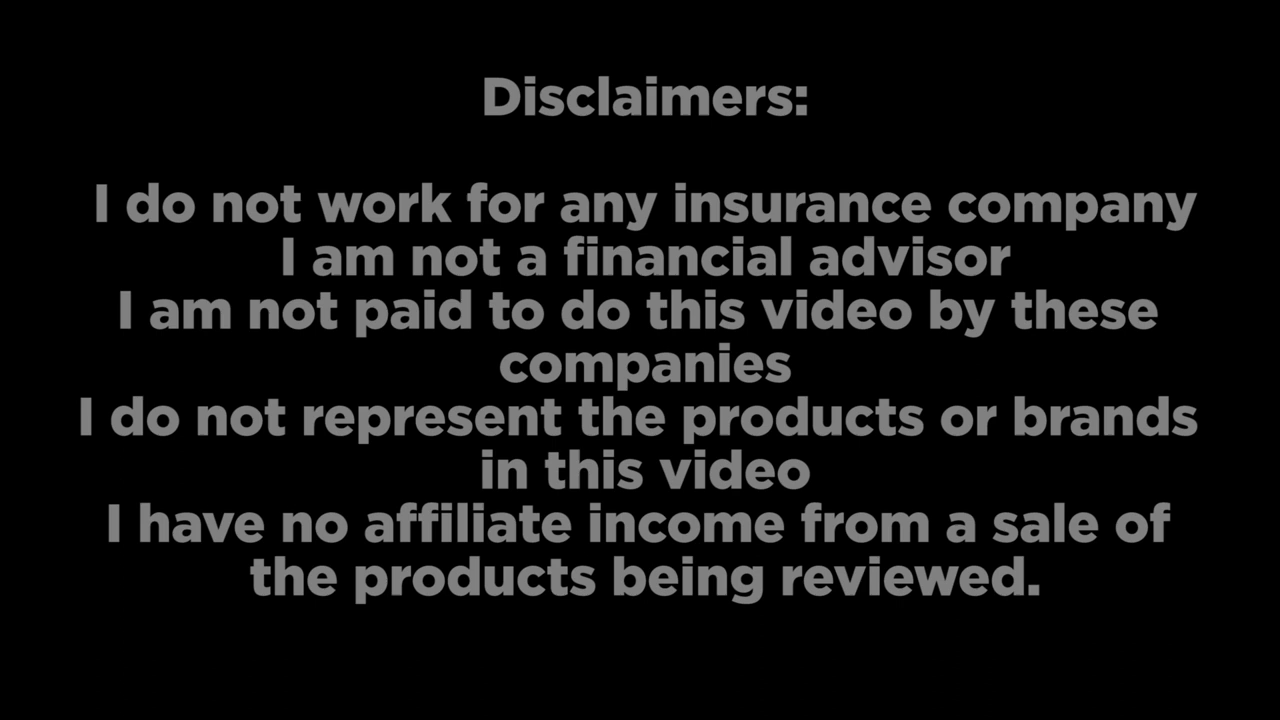 Disclaimers:
I do not work for any insurance company
I am not a financial advisor
I am not paid to do this video by these
companies
I do not represent the products or brands
in this video
I have no affiliate income from a sale of
the products being reviewed.